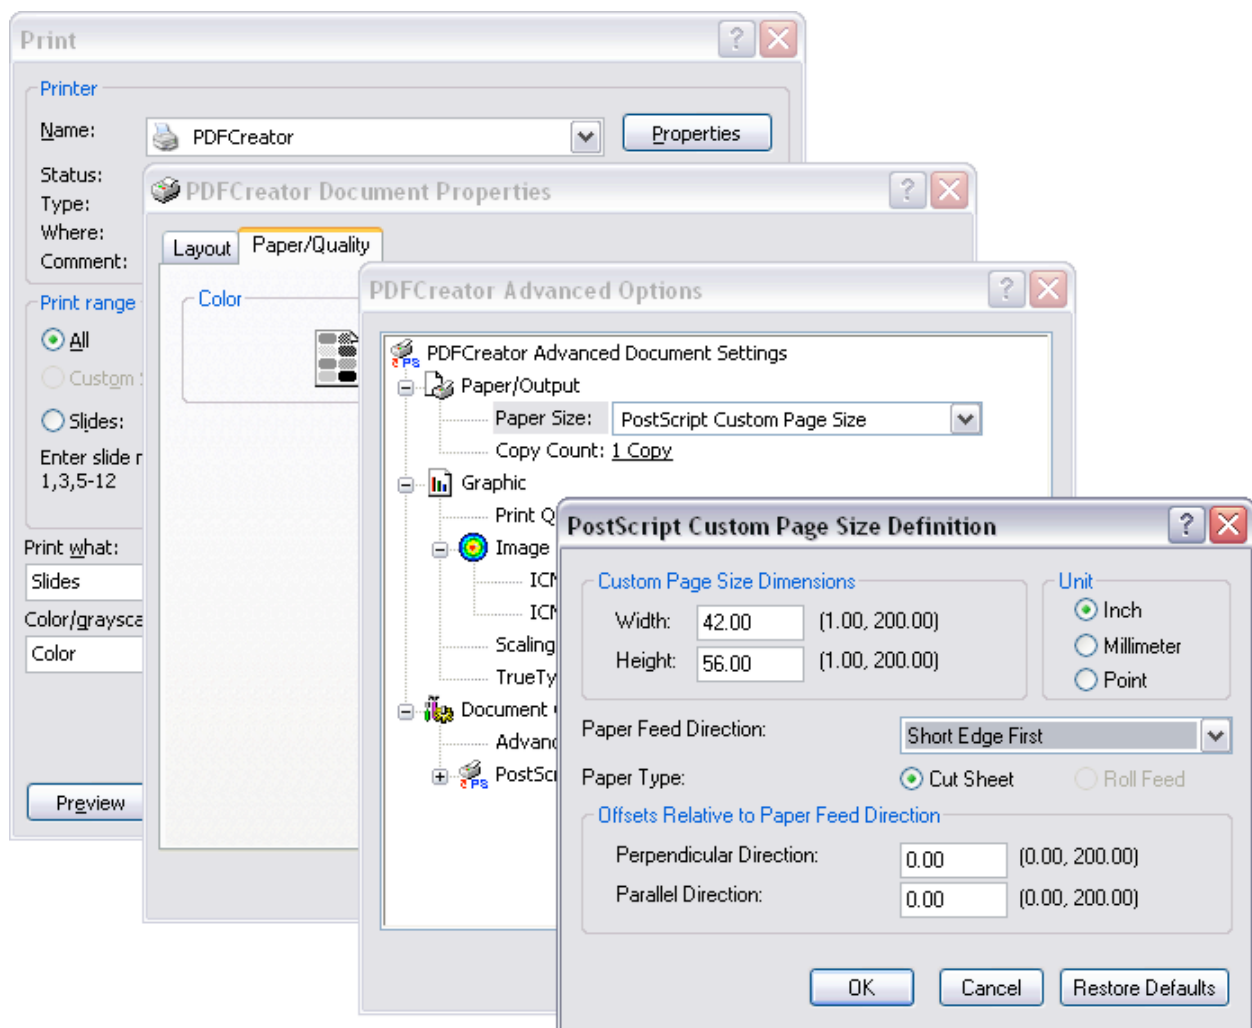 Print
Printer
Name: PDFCreator Properties
Status:
Type:
Where:
Comment:
Print range
All
Slides:
Enter slide
1,3,5-12
Print what:
Slides
Color
Preview
PDFCreator Document Properties
Layout Paper/Quality
Color
PDFCreator Advanced Options
PDFCreator Advanced Document Settings
Paper/Output
Paper Size: PostScript Custom Page Size
Copy Count: 1 Copy
Graphic
Print
Image
Scaling
Document
PostScript Custom Page Size Definition
Custom Page Size Dimensions
Width: 42.00 (1.00, 200.00)
Height: 56.00 (1.00, 200.00)
Unit
Inch
Millimeter
Point
Paper Feed Direction: Short Edge First
Paper Type: Cut Sheet Roll Feed
Offsets Relative to Paper Feed Direction
Perpendicular Direction: 0.00 (0.00, 200.00)
Parallel Direction: 0.00 (0.00, 200.00)
OK Cancel Restore Defaults